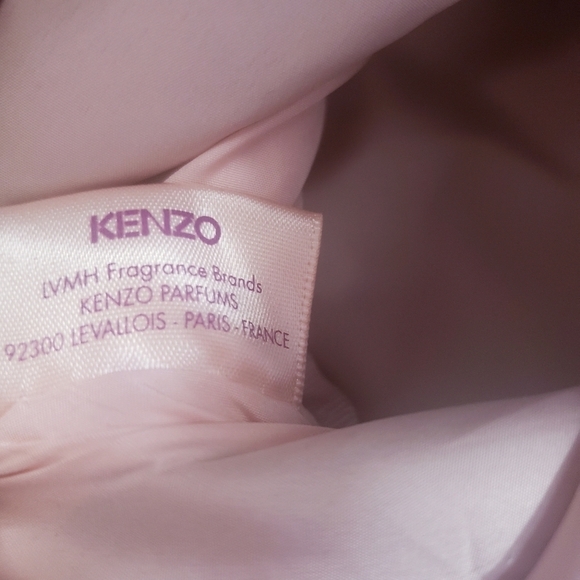 KENZO
LVMH Fragrance Brands
KENZO PARFUMS
92300 LEVALLOIS - PARIS - FRANCE